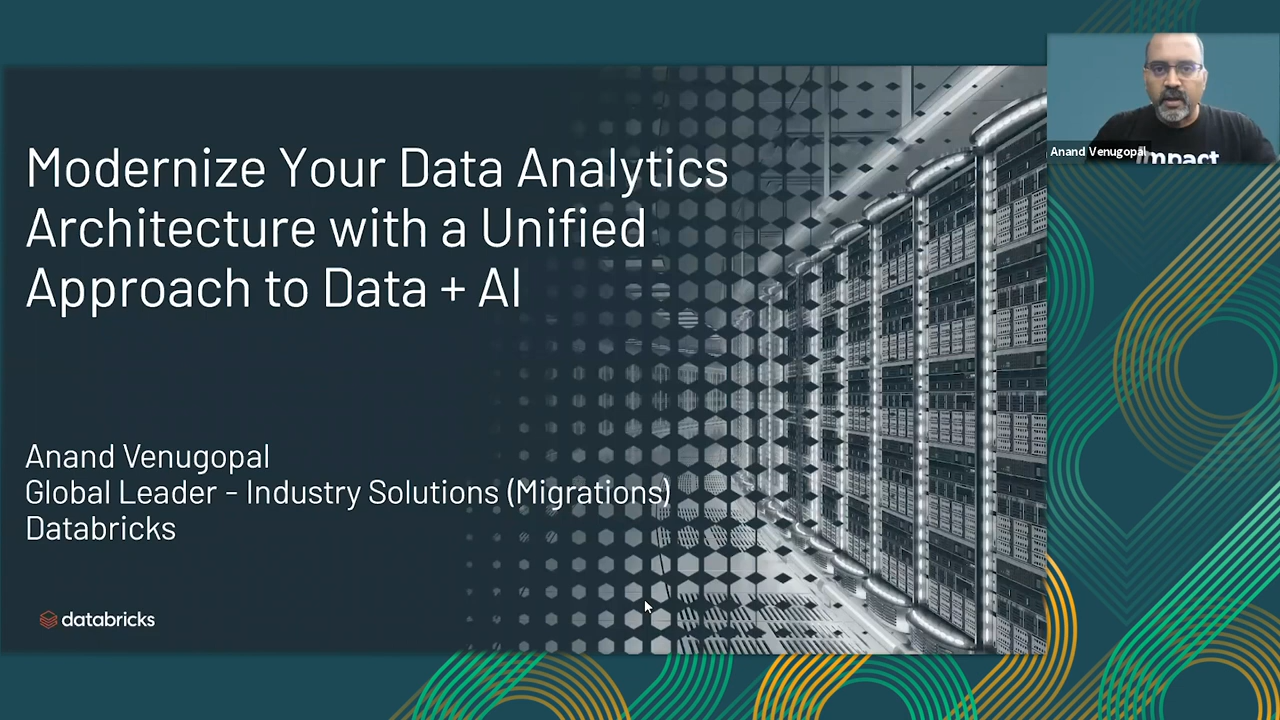 Modernize Your Data Analytics
Architecture with a Unified
Approach to Data + AI
Anand Venugopal
Global Leader - Industry Solutions (Migrations)
Databricks
databricks
Anand Venugopal